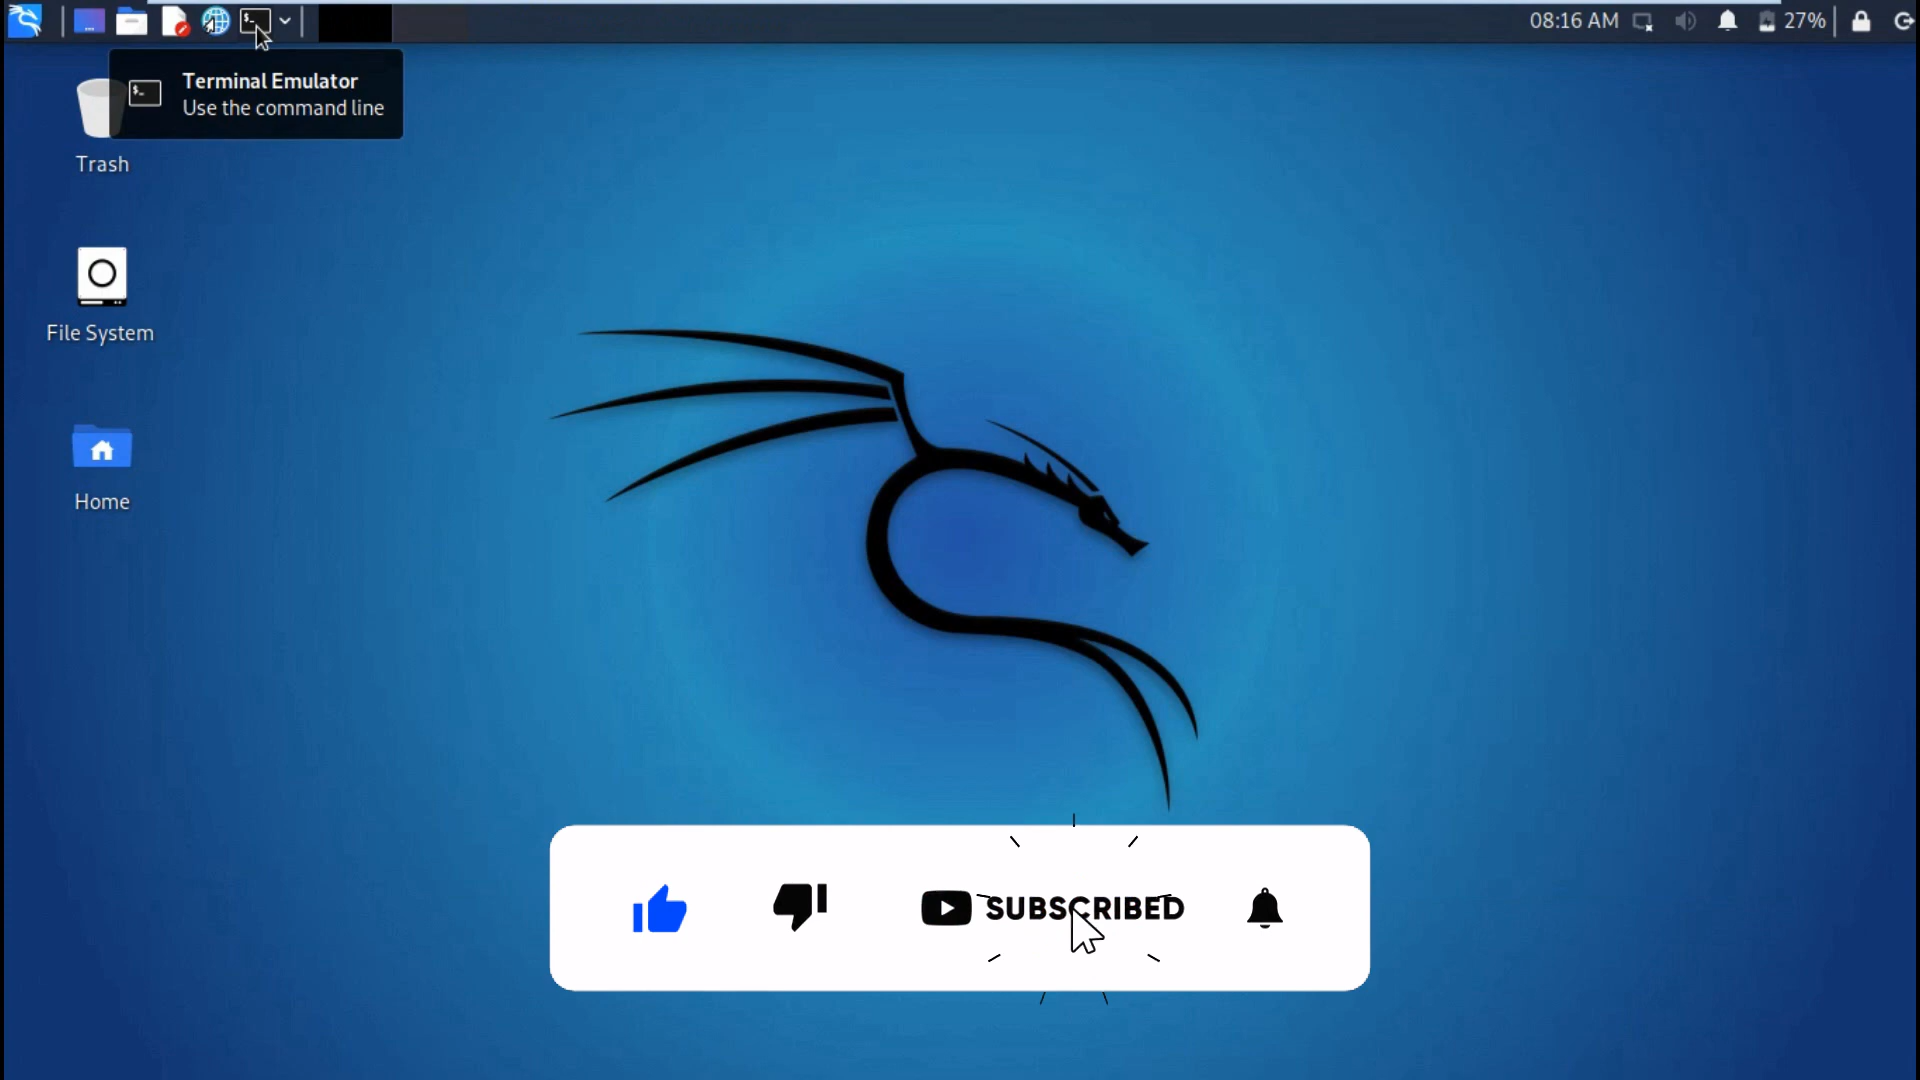 08:16 AM
27%
Terminal Emulator
Use the command line
Trash
File System
Home
SUBSCRIBED